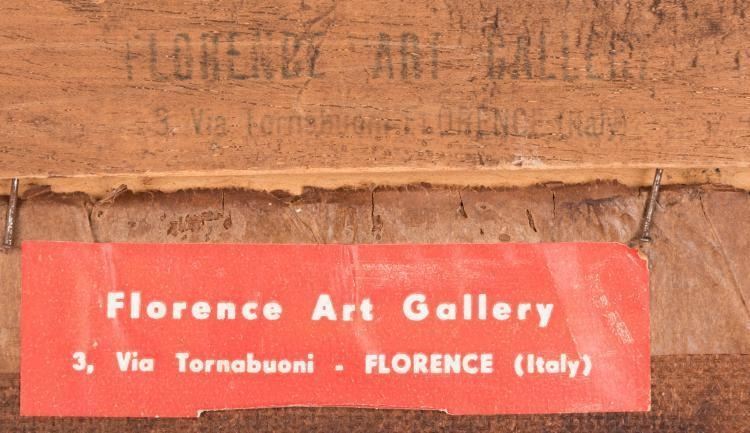 FLORENCE ART GALLERY
3 Via Tornabuoni - FLORENCE (Italy)
Florence Art Gallery
3, Via Tornabuoni - FLORENCE (Italy)